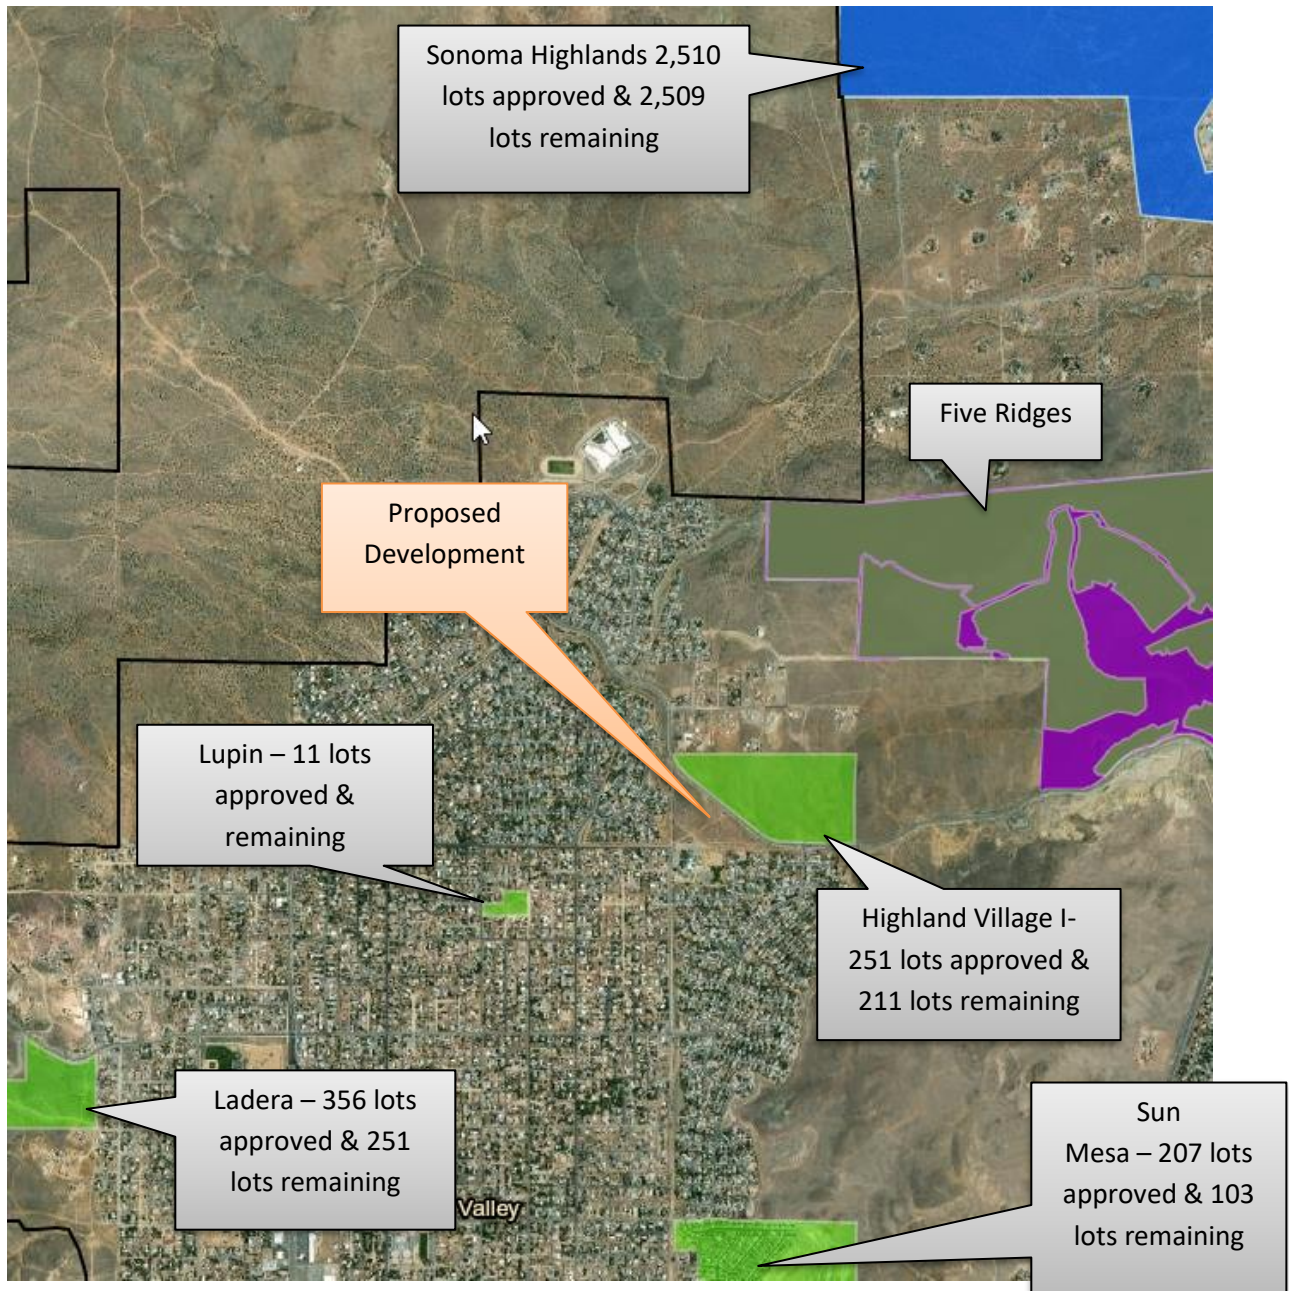 Sonoma Highlands 2,510
lots approved & 2,509
lots remaining
Five Ridges
Proposed
Development
Lupin – 11 lots
approved &
remaining
Highland Village I-
251 lots approved &
211 lots remaining
Ladera – 356 lots
approved & 251
lots remaining
Valley
Sun
Mesa – 207 lots
approved & 103
lots remaining